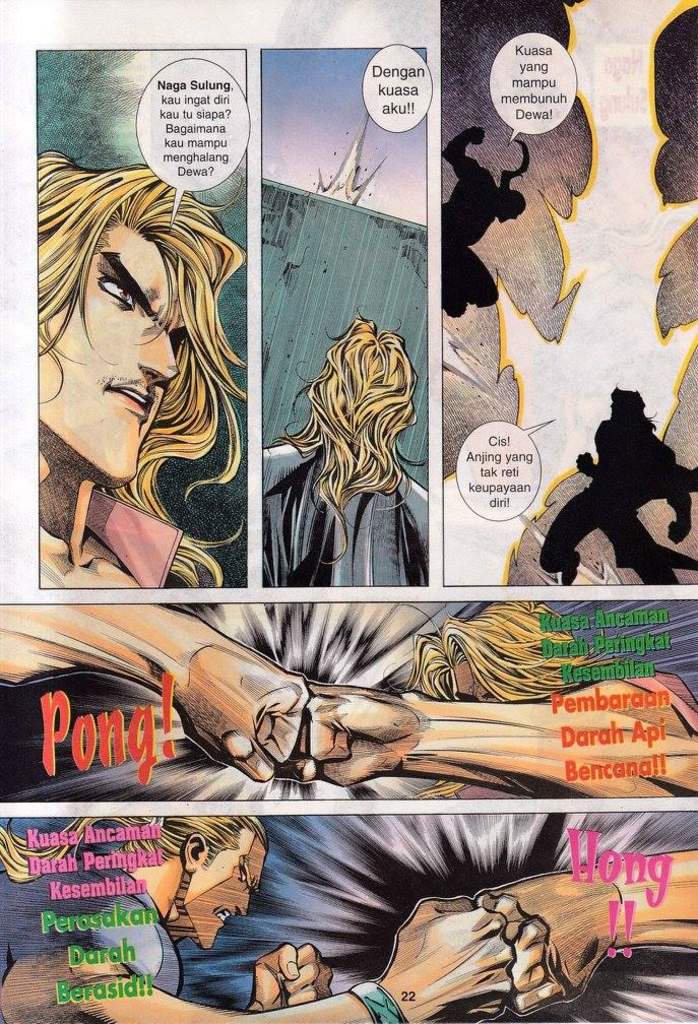 Naga Sulung,
kau ingat diri
kau tu siapa?
Bagaimana
kau mampu
menghalang
Dewa?
Dengan
kuasa
aku!!
Kuasa
yang
mampu
membunuh
Dewa!
Cis!
Anjing yang
tak reti
keupayaan
diri!
Pong!
Kuasa Ancaman
Darah Peringkat
Kesembilan
Pembaraan
Darah Api
Bencana!!
Kuasa Ancaman
Darah Peringkat
Kesembilan
Perosakan
Darah
Berasid!!
Hong
!!
22